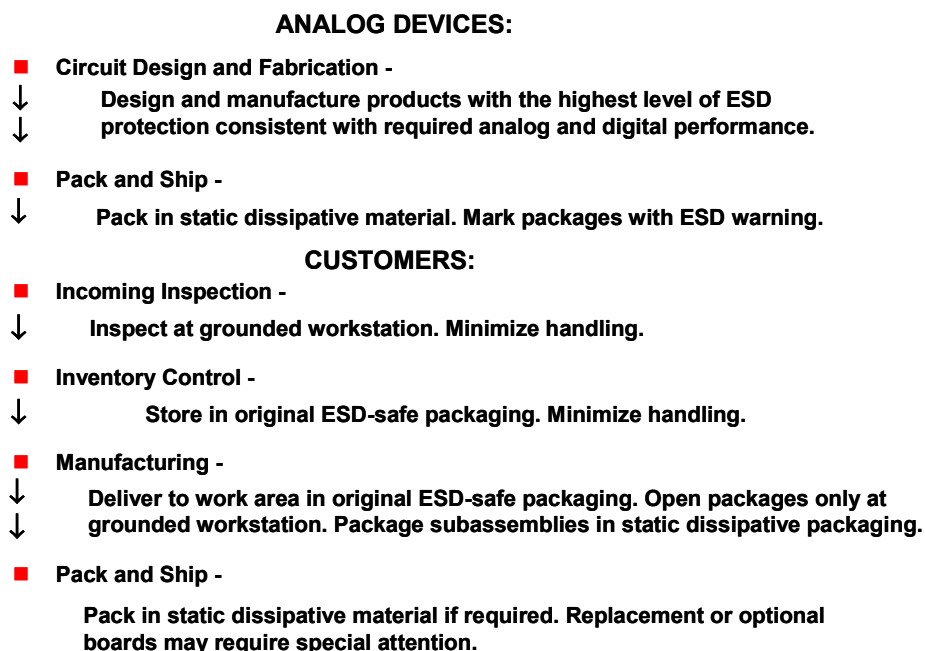 ANALOG DEVICES:
Circuit Design and Fabrication -
Design and manufacture products with the highest level of ESD
protection consistent with required analog and digital performance.
Pack and Ship -
Pack in static dissipative material. Mark packages with ESD warning.
CUSTOMERS:
Incoming Inspection -
Inspect at grounded workstation. Minimize handling.
Inventory Control -
Store in original ESD-safe packaging. Minimize handling.
Manufacturing -
Deliver to work area in original ESD-safe packaging. Open packages only at
grounded workstation. Package subassemblies in static dissipative packaging.
Pack and Ship -
Pack in static dissipative material if required. Replacement or optional
boards may require special attention.